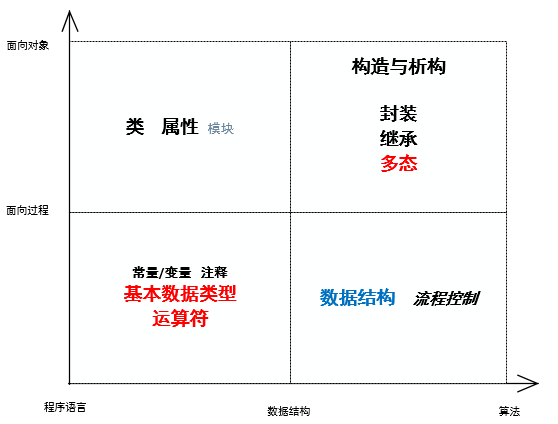 面向对象
构造与析构
封装
类 属性 模块
继承
多态
面向过程
常量/变量 注释
基本数据类型
数据结构 流程控制
运算符
程序语言
数据结构
算法